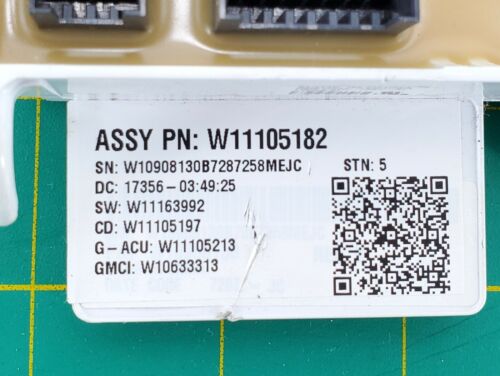 ASSY PN: W11105182
SN: W10908130B7287258MEJC STN: 5
DC: 17356-03:49:25
SW: W11163992
CD: W11105197
G-ACU: W11105213
GMCI: W10633313